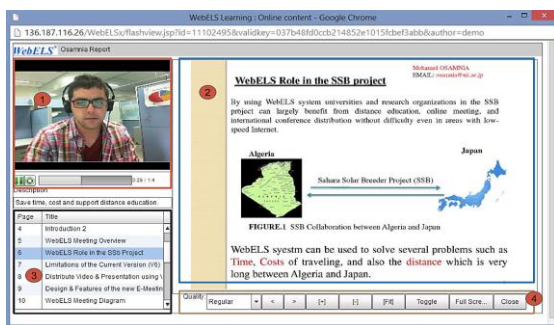 WebELS Learning : Online content - Google Chrome
136.187.116.26/WebELSx/flashview.jsp?id=11102495&validkey=037b48fd0ccb214852e1015fcbef3abb&author=demo
WebELS® Osamnia Report
1
0:26 / 1:4
Description
Save time, cost and support distance education.
Page Title
4 Introduction 2
5 WebELS Meeting Overview
6 WebELS Role in the SSB Project
7 Limitations of the Current Version (V6)
8 Distribute Video & Presentation using
9 Design & Features of the new E-Meetin
10 WebELS Meeting Diagram
3
2
Mohamed OSAMNIA
EMAIL:
WebELS Role in the SSB project
By using WebELS system universities and research organizations in the SSB
project can largely benefit from distance education, online meeting, and
international conference distribution without difficulty even in areas with low-
speed Internet.
Algeria
Japan
Sahara Solar Breeder Project (SSB)
FIGURE.1 SSB Collaboration between Algeria and Japan
WebELS syestm can be used to solve several problems such as
Time, Costs of traveling, and also the distance which is very
long between Algeria and Japan.
4
Quality: Regular < > [+] [-] [Fit] Toggle Full Scre... Close